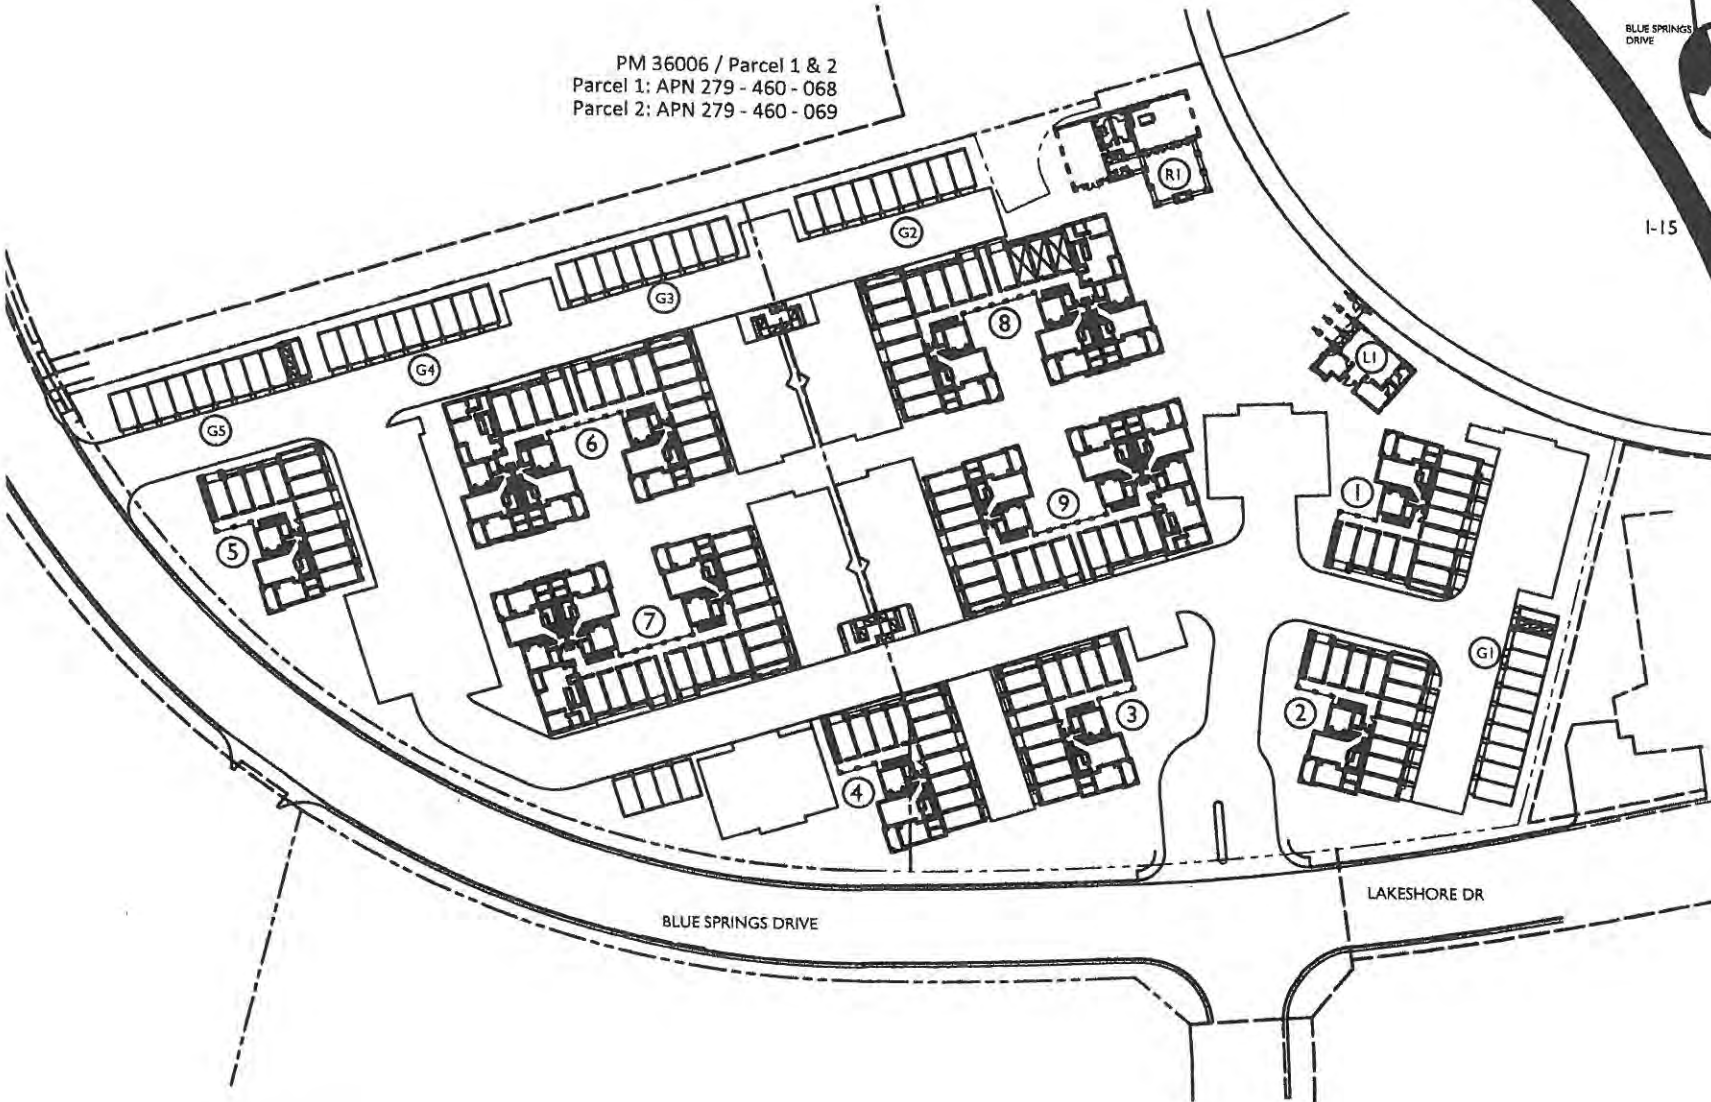 BLUE SPRINGS
DRIVE
PM 36006 / Parcel 1 & 2
Parcel 1: APN 279 - 460 - 068
Parcel 2: APN 279 - 460 - 069
R1
I-15
G2
G3
8
L1
G4
G5
6
9
1
5
7
G1
3
2
4
LAKESHORE DR
BLUE SPRINGS DRIVE